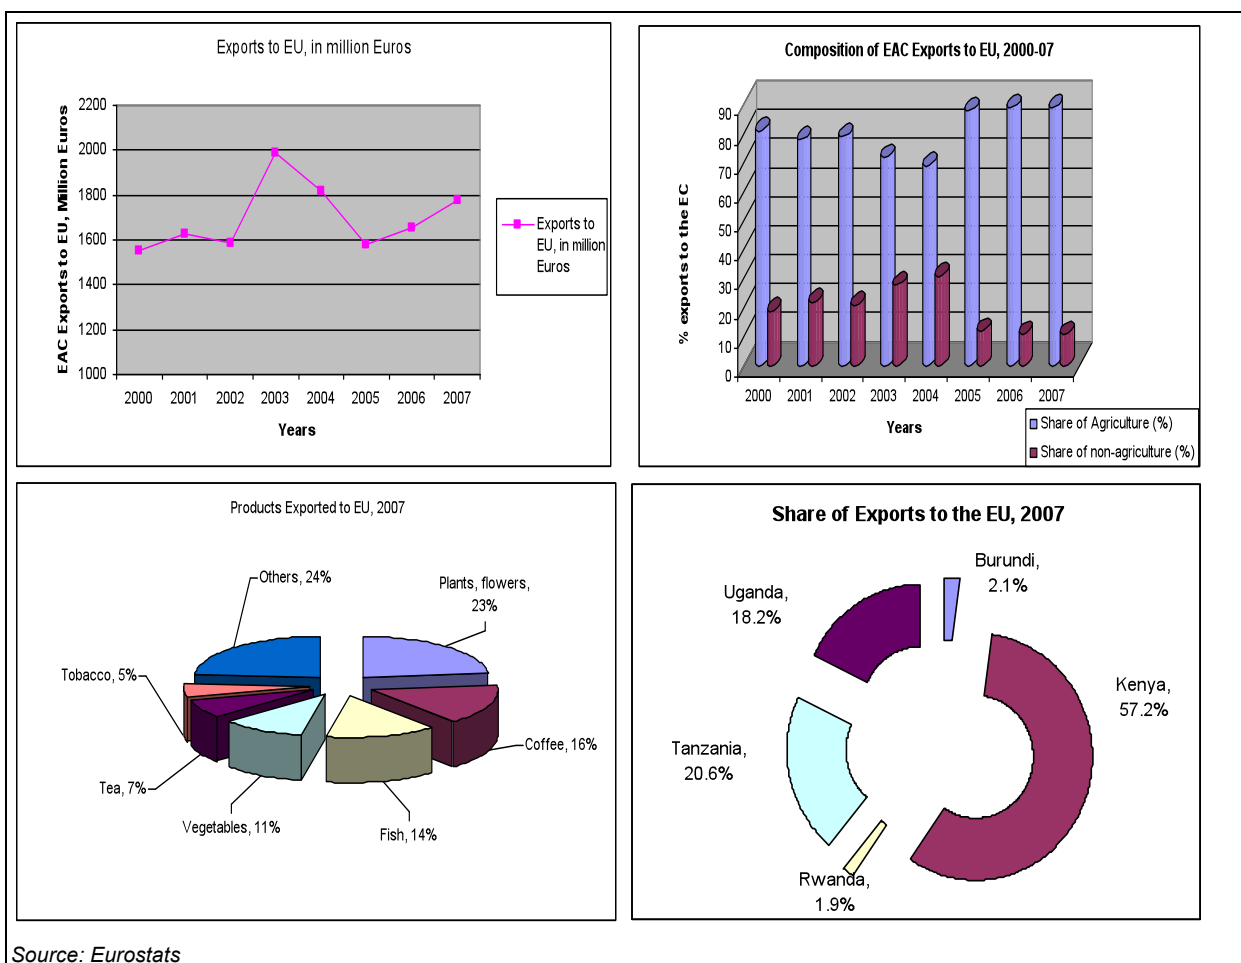 Exports to EU, in million Euros
EAC Exports to EU, Million Euros
2200
2000
1800
1600
1400
1200
1000
2000 2001 2002 2003 2004 2005 2006 2007
Years
Exports to
EU, in million
Euros
Composition of EAC Exports to EU, 2000-07
% exports to the EC
90
80
70
60
50
40
30
20
10
0
2000 2001 2002 2003 2004 2005 2006 2007
Years
Share of Agriculture (%)
Share of non-agriculture (%)
Products Exported to EU, 2007
Others, 24%
Plants, flowers,
23%
Tobacco, 5%
Coffee, 16%
Tea, 7%
Vegetables, 11%
Fish, 14%
Share of Exports to the EU, 2007
Burundi,
2.1%
Uganda,
18.2%
Kenya,
57.2%
Tanzania,
20.6%
Rwanda,
1.9%
Source: Eurostats